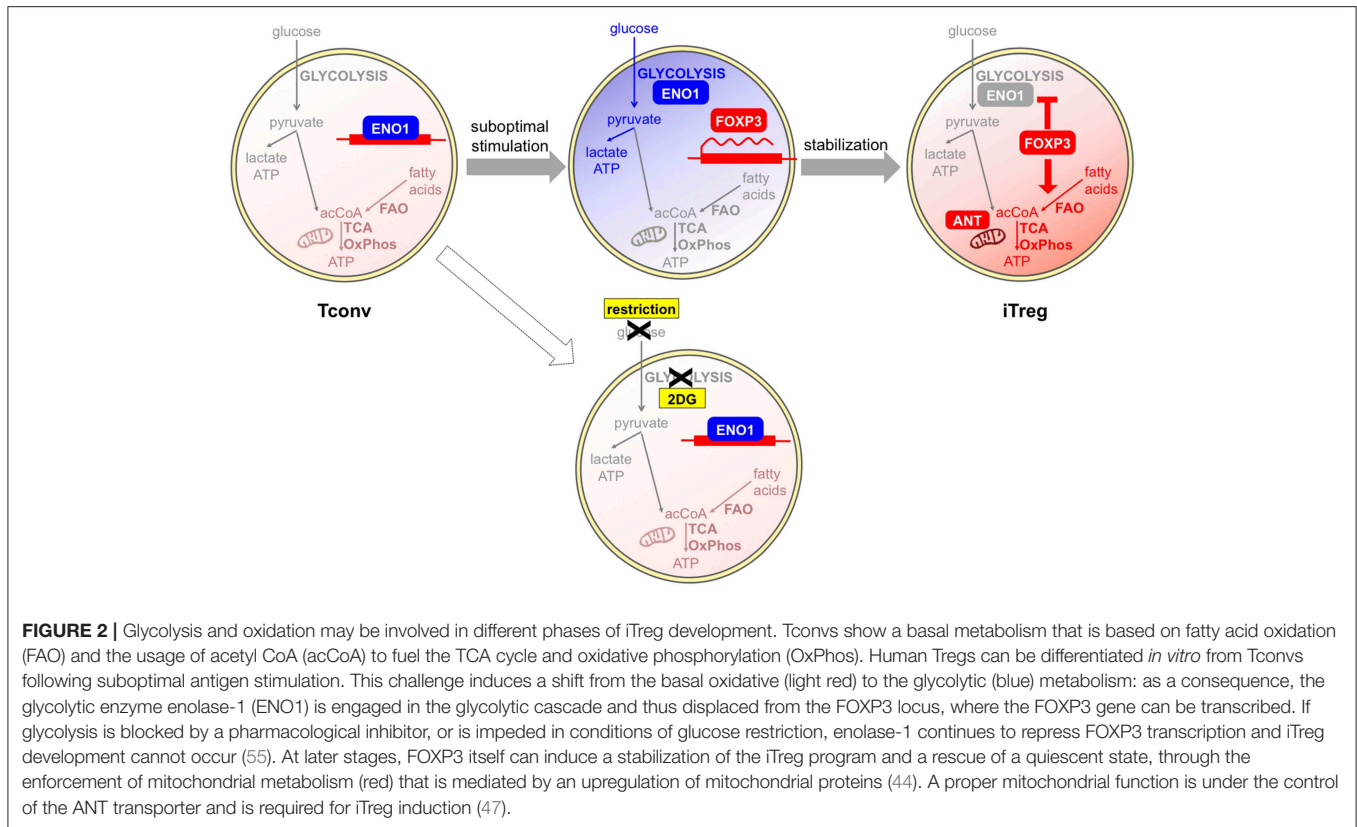 glucose
GLYCOLYSIS
pyruvate
lactate
ATP
ENO1
fatty
acids
FAO
acCoA
TCA
OxPhos
ATP
Tconv
suboptimal
stimulation
glucose
GLYCOLYSIS
ENO1
pyruvate
lactate
ATP
FOXP3
fatty
acids
FAO
acCoA
TCA
OxPhos
ATP
stabilization
glucose
GLYCOLYSIS
ENO1
pyruvate
lactate
ATP
FOXP3
fatty
acids
FAO
ANT
acCoA
TCA
OxPhos
ATP
iTreg
restriction
glucose
GLYCOLYSIS
2DG
pyruvate
lactate
ATP
ENO1
fatty
acids
FAO
acCoA
TCA
OxPhos
ATP
FIGURE 2 | Glycolysis and oxidation may be involved in different phases of iTreg development. Tconvs show a basal metabolism that is based on fatty acid oxidation
(FAO) and the usage of acetyl CoA (acCoA) to fuel the TCA cycle and oxidative phosphorylation (OxPhos). Human Tregs can be differentiated in vitro from Tconvs
following suboptimal antigen stimulation. This challenge induces a shift from the basal oxidative (light red) to the glycolytic (blue) metabolism: as a consequence, the
glycolytic enzyme enolase-1 (ENO1) is engaged in the glycolytic cascade and thus displaced from the FOXP3 locus, where the FOXP3 gene can be transcribed. If
glycolysis is blocked by a pharmacological inhibitor, or is impeded in conditions of glucose restriction, enolase-1 continues to repress FOXP3 transcription and iTreg
development cannot occur (55). At later stages, FOXP3 itself can induce a stabilization of the iTreg program and a rescue of a quiescent state, through the
enforcement of mitochondrial metabolism (red) that is mediated by an upregulation of mitochondrial proteins (44). A proper mitochondrial function is under the control
of the ANT transporter and is required for iTreg induction (47).